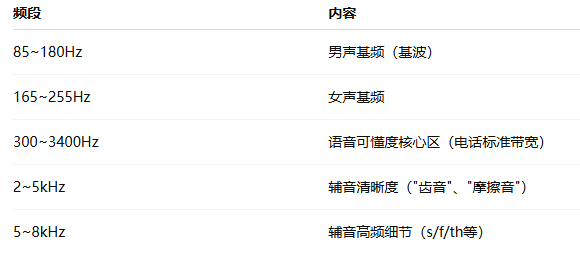 频段 内容
85~180Hz 男声基频（基波）
165~255Hz 女声基频
300~3400Hz 语音可懂度核心区（电话标准带宽）
2~5kHz 辅音清晰度（"齿音"、"摩擦音"）
5~8kHz 辅音高频细节（s/f/th等）